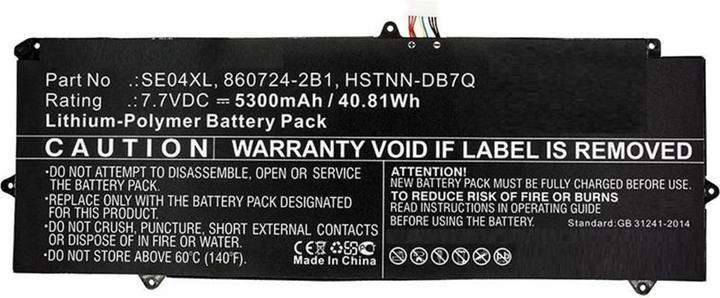 Part No .:SE04XL, 860724-2B1, HSTNN-DB7Q
Rating .:7.7VDC ⎓ 5300mAh / 40.81Wh
Lithium-Polymer Battery Pack
CAUTION WARRANTY VOID IF LABEL IS REMOVED
•DO NOT ATTEMPT TO DISASSEMBLE, OPEN OR SERVICE
THE BATTERY PACK.
•REPLACE ONLY WITH THE BATTERY PACK DESIGNATED
FOR THIS PRODUCT.
•DO NOT CRUSH, PUNCTURE, SHORT EXTERNAL CONTACTS
OR DISPOSE OF IN FIRE OR WATER.
•DO NOT STORE ABOVE 60°C (140°F).
CE
Made In China
ATTENTION!
NEW BATTERY PACK MUST BE FULLY CHARGED BEFORE USE.
TO REDUCE RISK OF FIRE OR BURNS
READ INSTRUCTIONS IN OPERATING GUIDE
BEFORE USING THE BATTERY.
Standard:GB 31241-2014